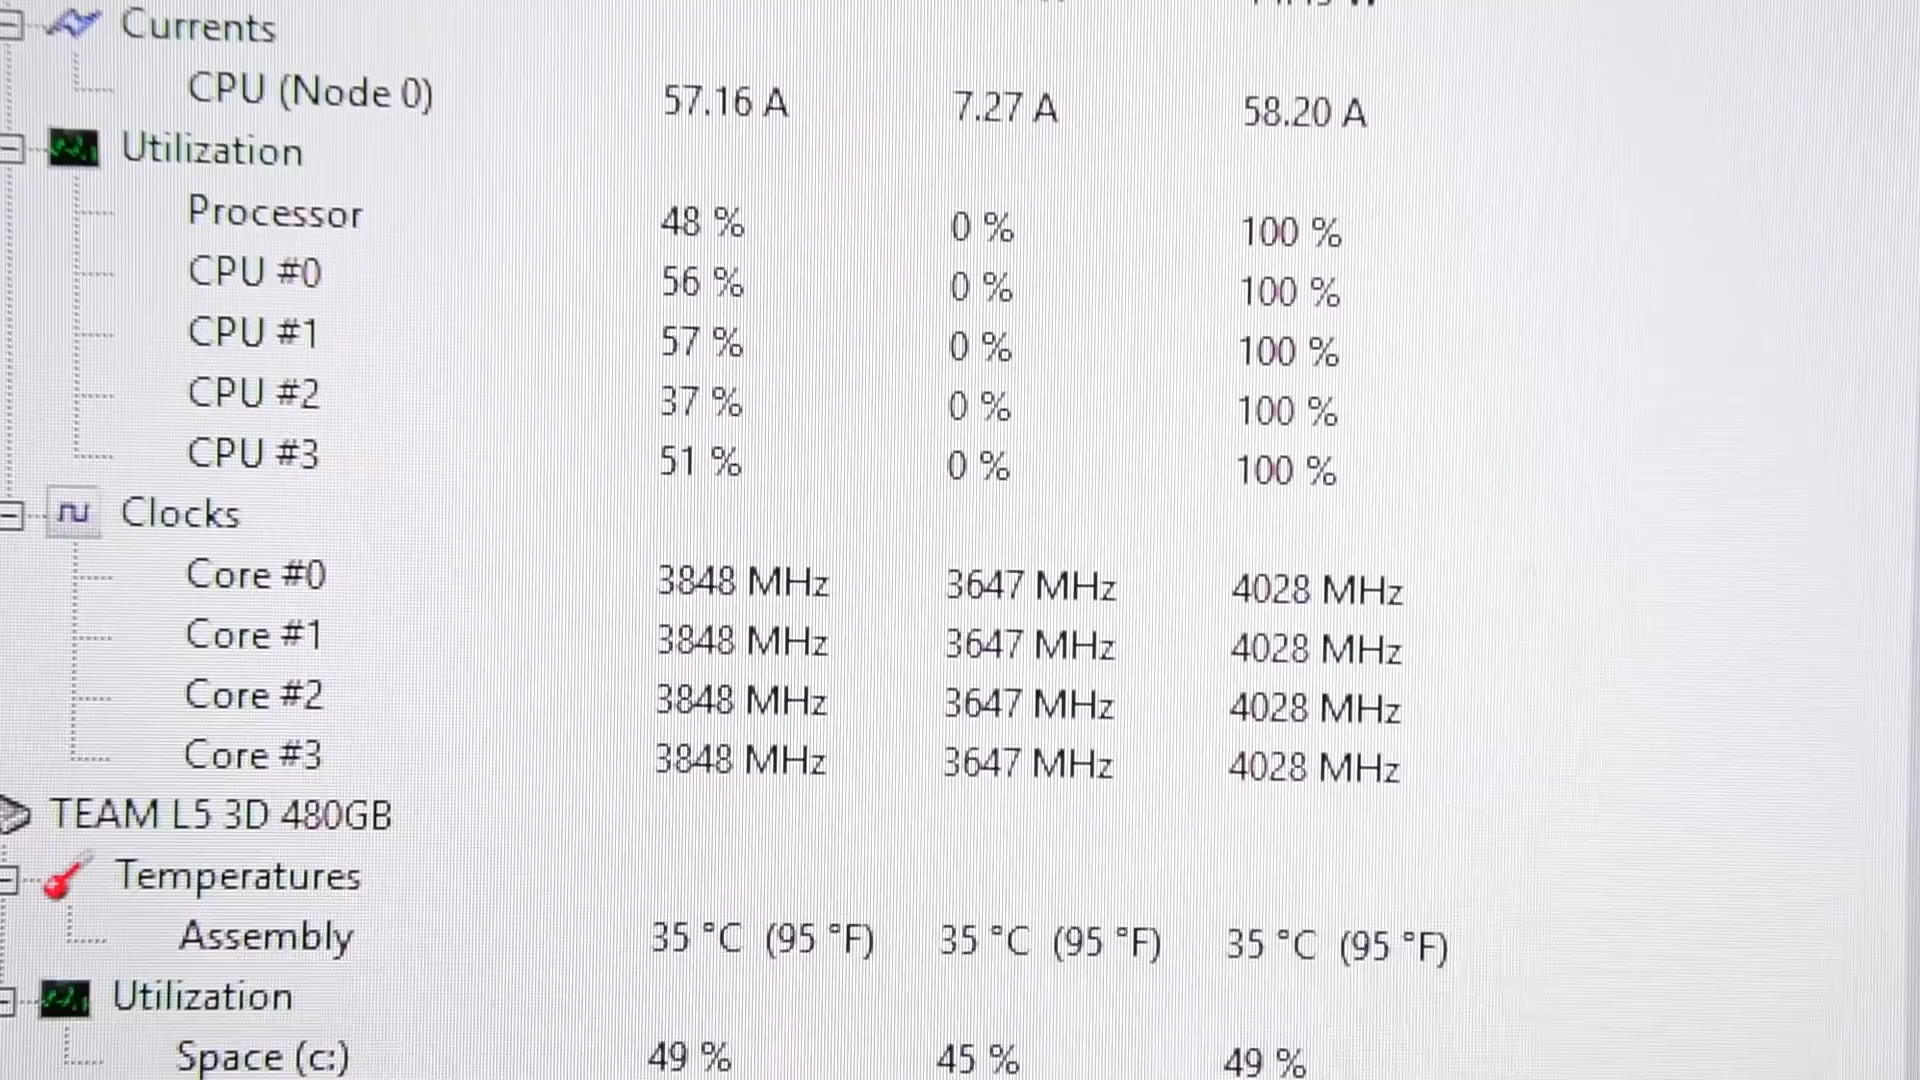 Currents
CPU (Node 0) 57.16 A 7.27 A 58.20 A
Utilization
Processor 48 % 0 % 100 %
CPU #0 56 % 0 % 100 %
CPU #1 57 % 0 % 100 %
CPU #2 37 % 0 % 100 %
CPU #3 51 % 0 % 100 %
Clocks
Core #0 3848 MHz 3647 MHz 4028 MHz
Core #1 3848 MHz 3647 MHz 4028 MHz
Core #2 3848 MHz 3647 MHz 4028 MHz
Core #3 3848 MHz 3647 MHz 4028 MHz
TEAM L5 3D 480GB
Temperatures
Assembly 35 °C (95 °F) 35 °C (95 °F) 35 °C (95 °F)
Utilization
Space (c:) 49 % 45 % 49 %